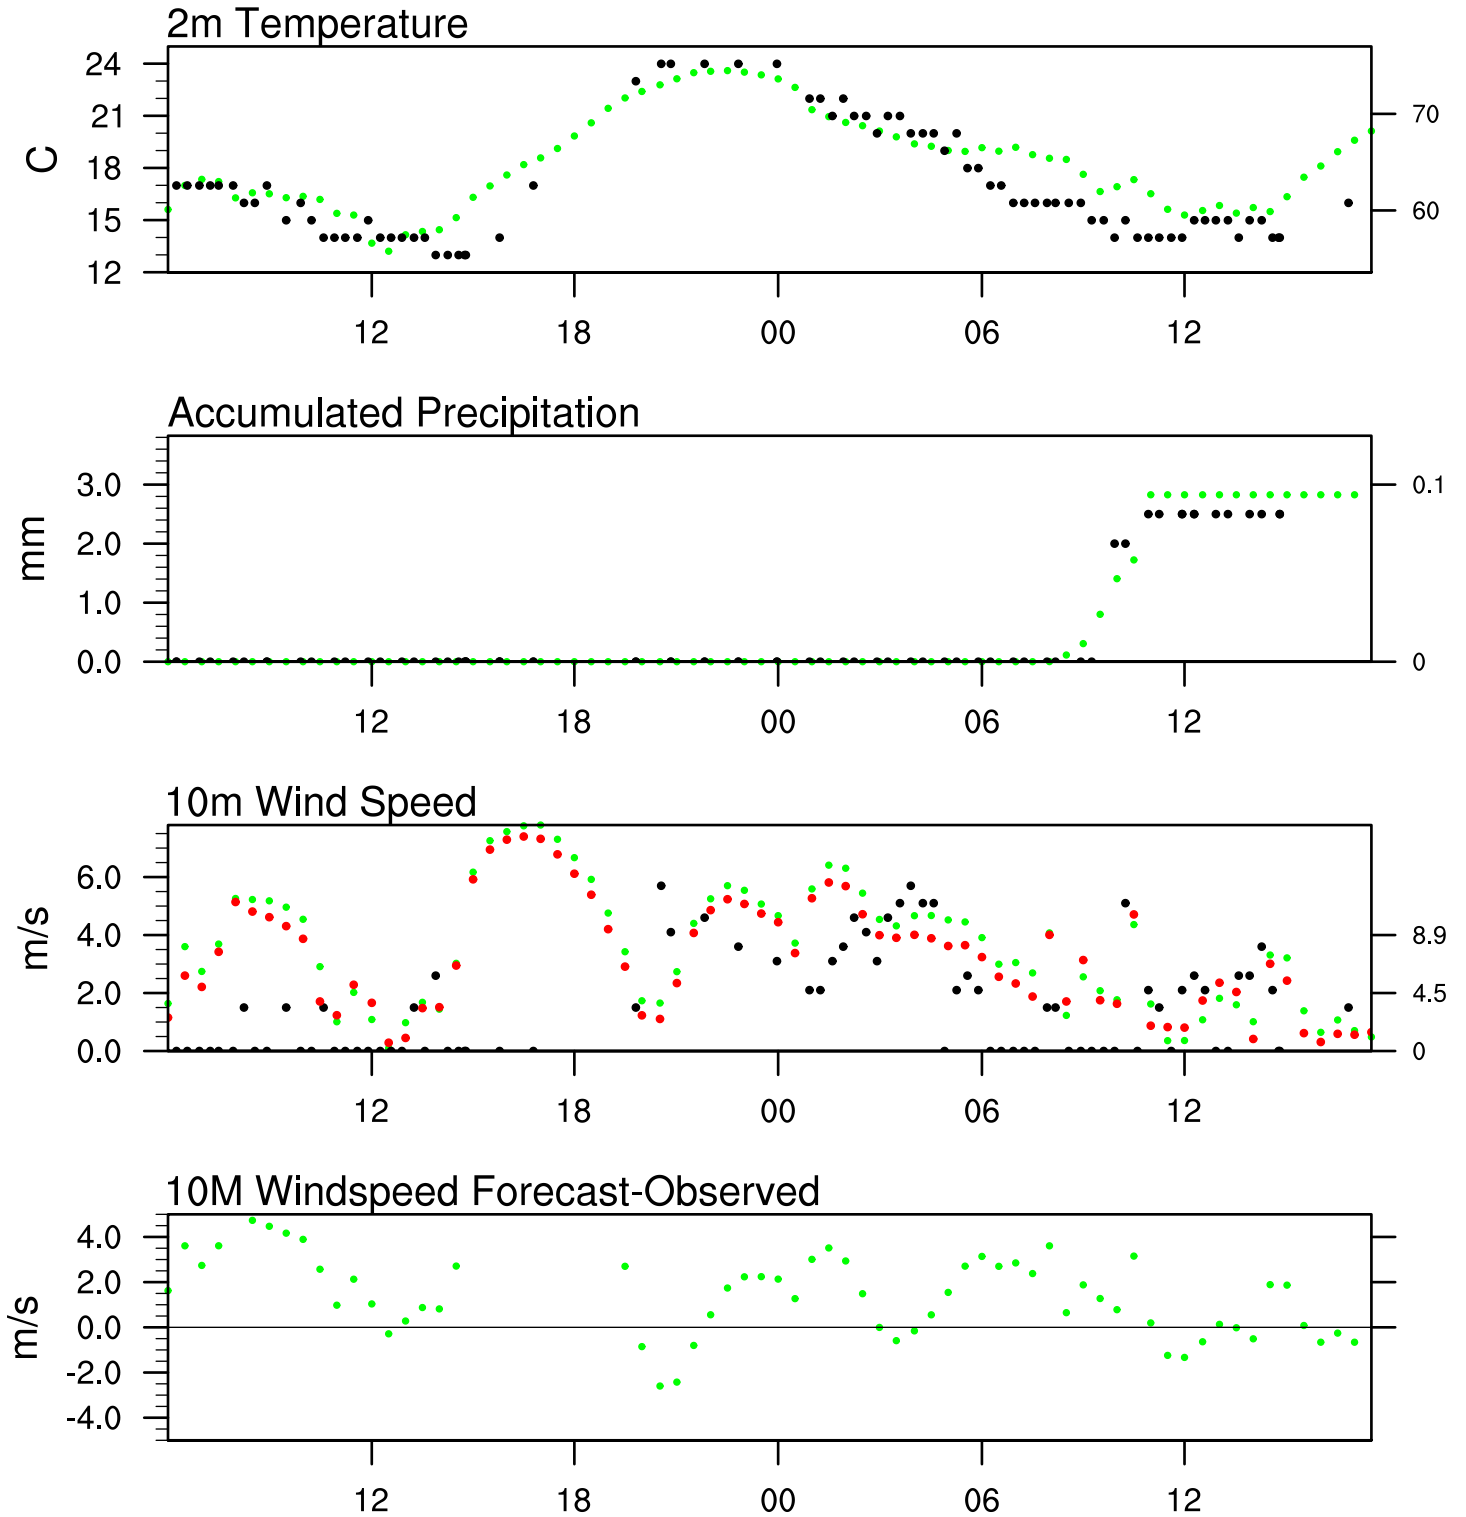 2m Temperature
24
21
18
15
12
C
70
60
12 18 00 06 12
Accumulated Precipitation
3.0
2.0
1.0
0.0
mm
0.1
0
12 18 00 06 12
10m Wind Speed
6.0
4.0
2.0
0.0
m/s
8.9
4.5
0
12 18 00 06 12
10M Windspeed Forecast-Observed
4.0
2.0
0.0
-2.0
-4.0
m/s
12 18 00 06 12